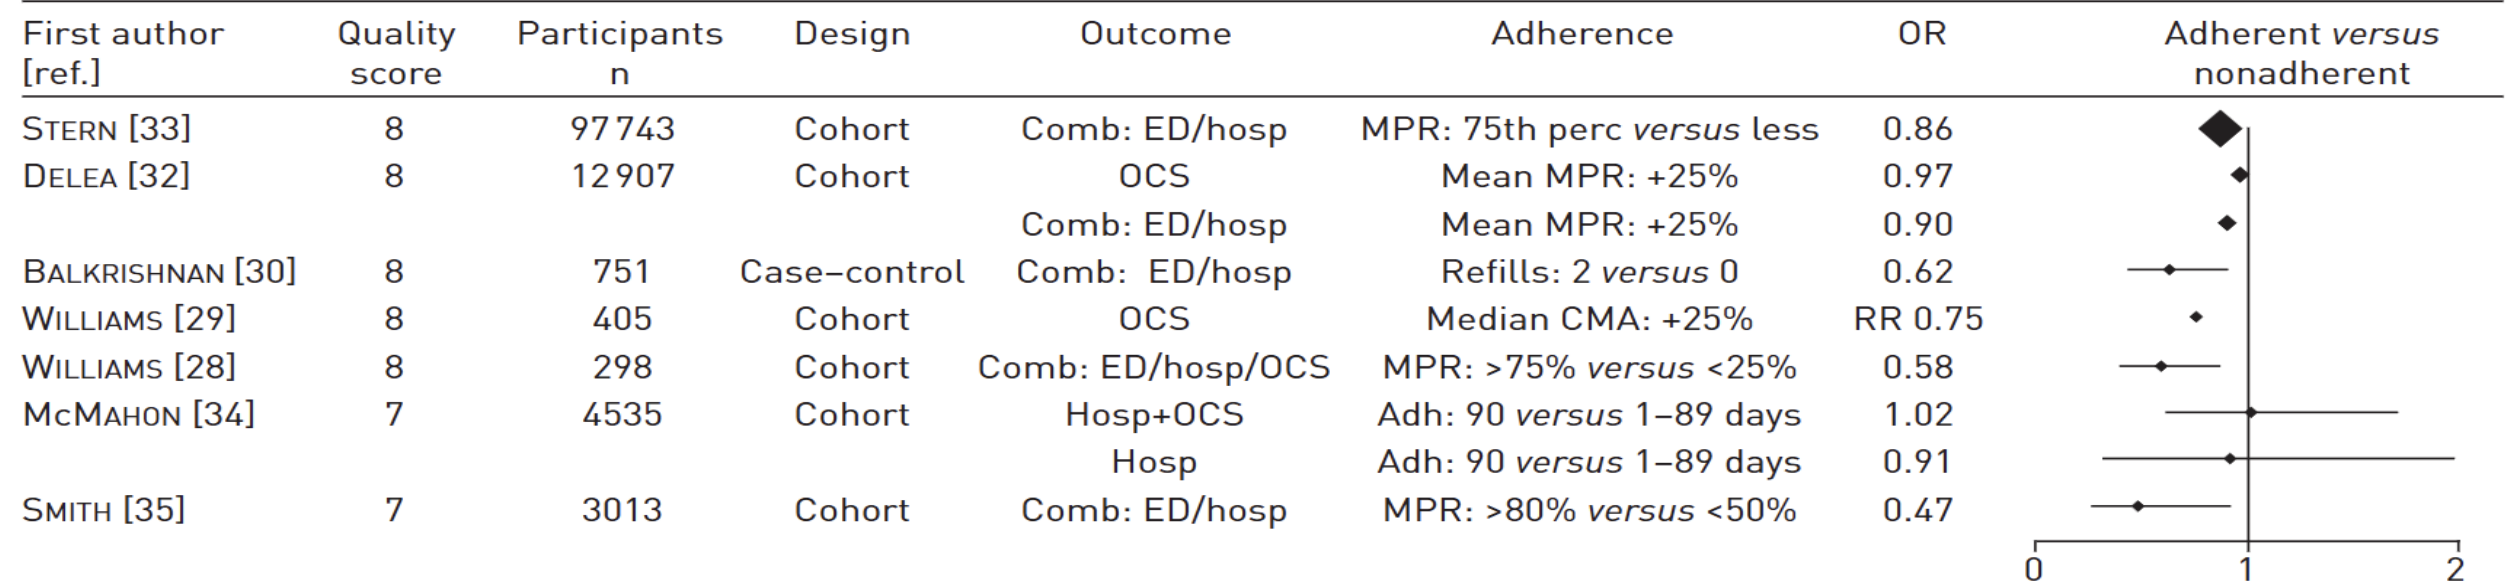 First author Quality Participants Design Outcome Adherence OR Adherent versus
[ref.] score n nonadherent
STERN [33] 8 97743 Cohort Comb: ED/hosp MPR: 75th perc versus less 0.86
DELEA [32] 8 12907 Cohort OCS Mean MPR: +25% 0.97
Comb: ED/hosp Mean MPR: +25% 0.90
BALKRISHNAN [30] 8 751 Case–control Comb: ED/hosp Refills: 2 versus 0 0.62
WILLIAMS [29] 8 405 Cohort OCS Median CMA: +25% RR 0.75
WILLIAMS [28] 8 298 Cohort Comb: ED/hosp/OCS MPR: >75% versus <25% 0.58
MCMAHON [34] 7 4535 Cohort Hosp+OCS Adh: 90 versus 1–89 days 1.02
Hosp Adh: 90 versus 1–89 days 0.91
SMITH [35] 7 3013 Cohort Comb: ED/hosp MPR: >80% versus <50% 0.47
0 1 2